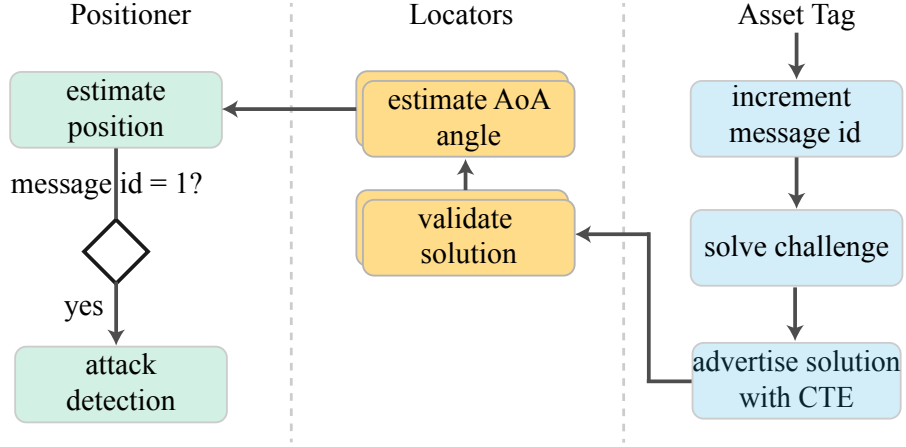 Positioner
Locators
Asset Tag
estimate
position
message id = 1?
yes
attack
detection
estimate AoA
angle
validate
solution
increment
message id
solve challenge
advertise solution
with CTE